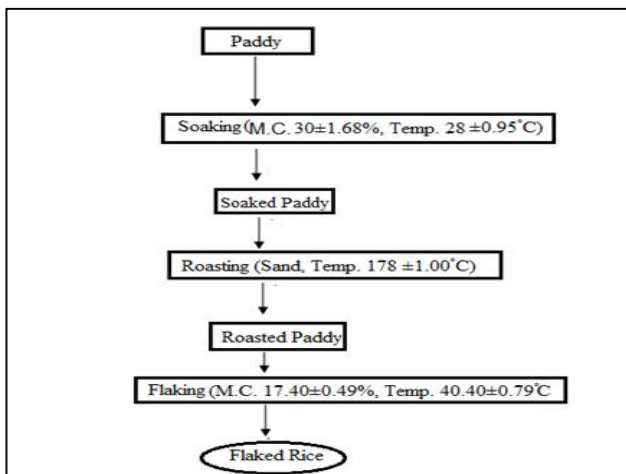 Paddy
Soaking (M.C. 30±1.68%, Temp. 28 ±0.95°C)
Soaked Paddy
Roasting (Sand, Temp. 178 ±1.00°C)
Roasted Paddy
Flaking (M.C. 17.40±0.49%, Temp. 40.40±0.79°C
Flaked Rice